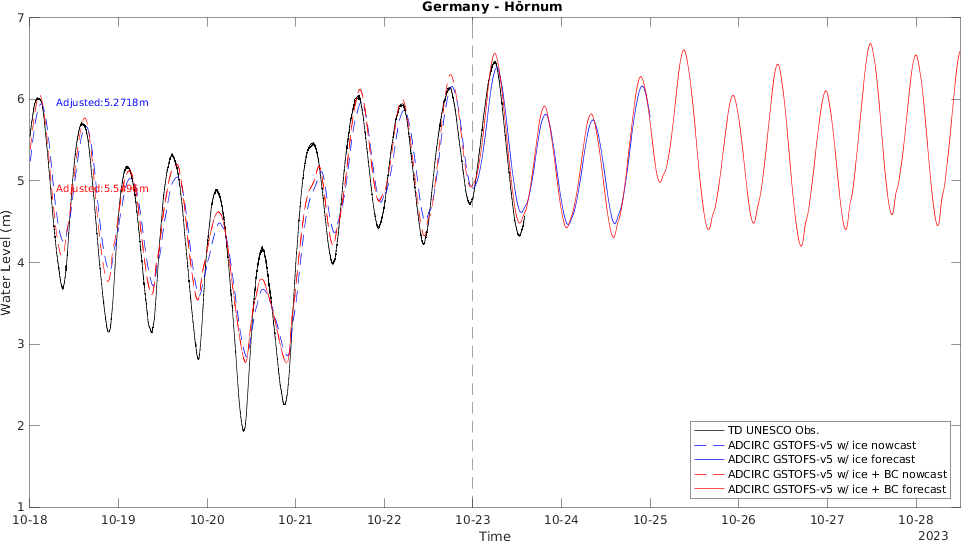 Germany - Hörnum
Water Level (m)
7
6
5
4
3
2
1
Adjusted:5.2718m
10-18
10-19
10-20
10-21
10-22
10-23
10-24
10-25
10-26
10-27
10-28
Time
2023
TD UNESCO Obs.
ADCIRC GSTOFS-v5 w/ ice nowcast
ADCIRC GSTOFS-v5 w/ ice forecast
ADCIRC GSTOFS-v5 w/ ice + BC nowcast
ADCIRC GSTOFS-v5 w/ ice + BC forecast